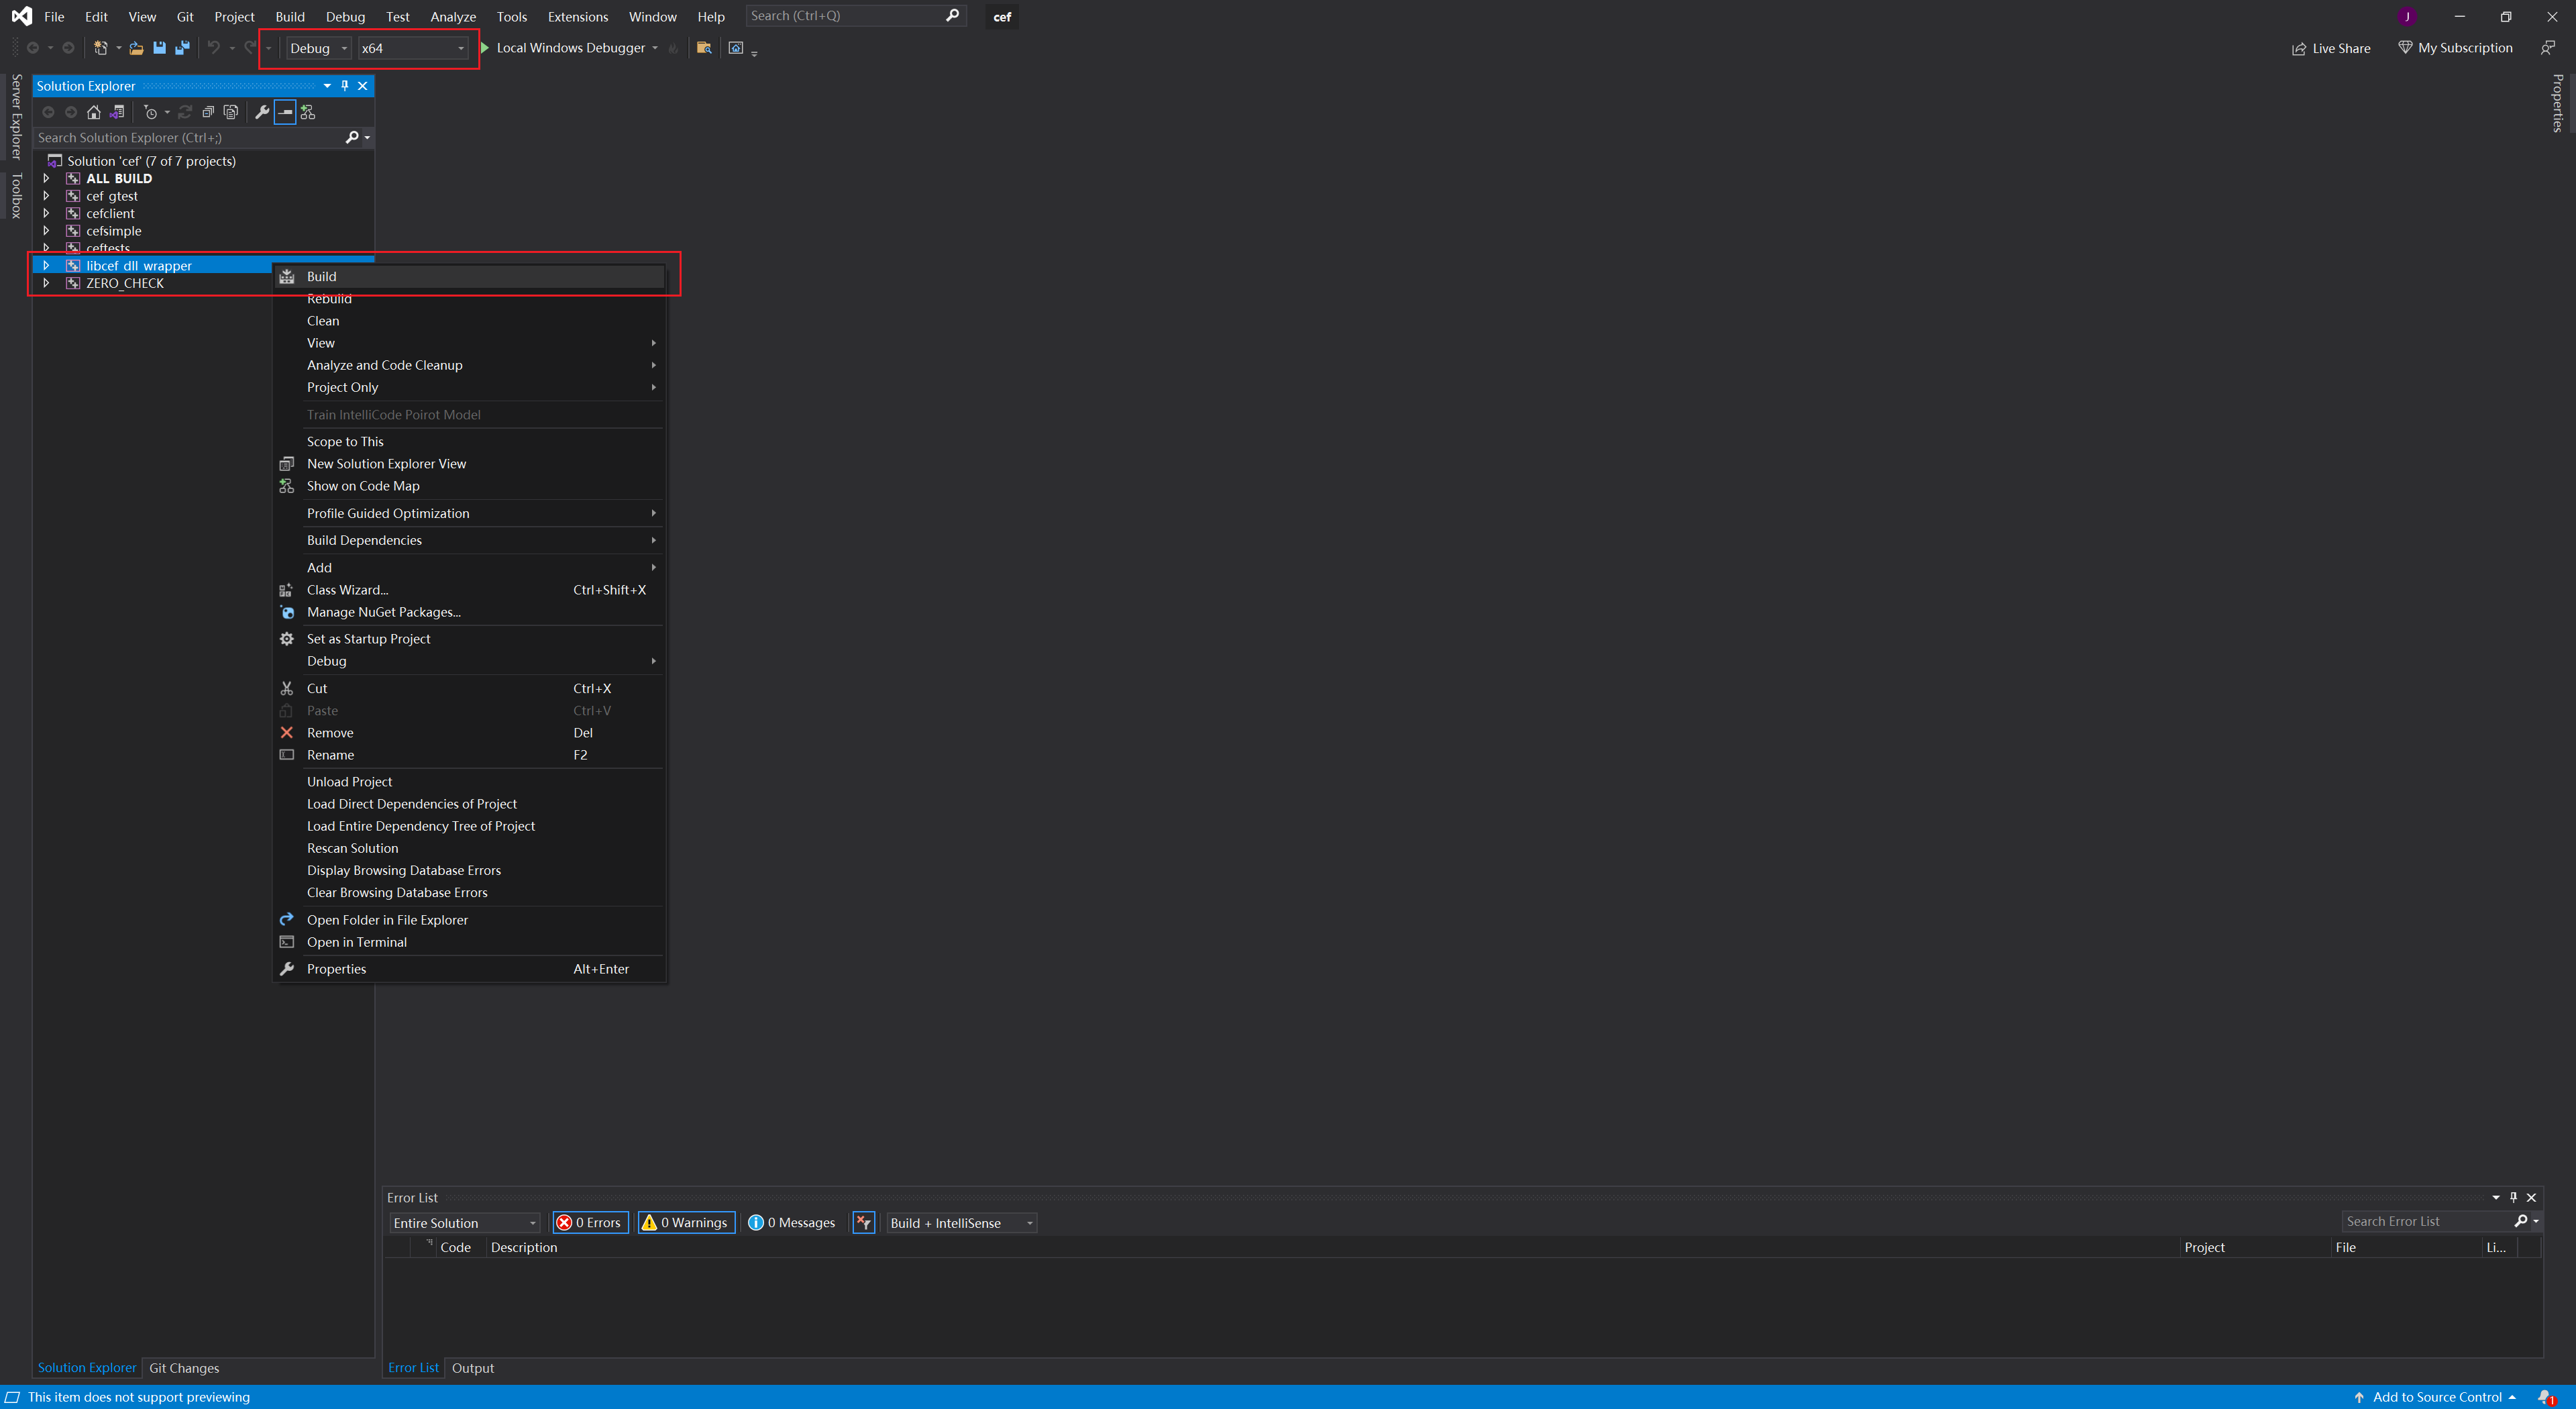 File Edit View Git Project Build Debug Test Analyze Tools Extensions Window Help Search (Ctrl+Q) cef J
Debug x64 Local Windows Debugger Live Share My Subscription
Server Explorer
Toolbox
Properties
Solution Explorer
Search Solution Explorer (Ctrl+;)
Solution 'cef' (7 of 7 projects)
ALL_BUILD
cef_gtest
cefclient
cefsimple
ceftests
libcef_dll_wrapper
ZERO_CHECK
Build
Rebuild
Clean
View
Analyze and Code Cleanup
Project Only
Train IntelliCode Poirot Model
Scope to This
New Solution Explorer View
Show on Code Map
Profile Guided Optimization
Build Dependencies
Add
Class Wizard... Ctrl+Shift+X
Manage NuGet Packages...
Set as Startup Project
Debug
Cut Ctrl+X
Paste Ctrl+V
Remove Del
Rename F2
Unload Project
Load Direct Dependencies of Project
Load Entire Dependency Tree of Project
Rescan Solution
Display Browsing Database Errors
Clear Browsing Database Errors
Open Folder in File Explorer
Open in Terminal
Properties Alt+Enter
Error List
Entire Solution 0 Errors 0 Warnings 0 Messages Build + IntelliSense Search Error List
Code Description Project File Li...
Solution Explorer Git Changes Error List Output
This item does not support previewing Add to Source Control 1